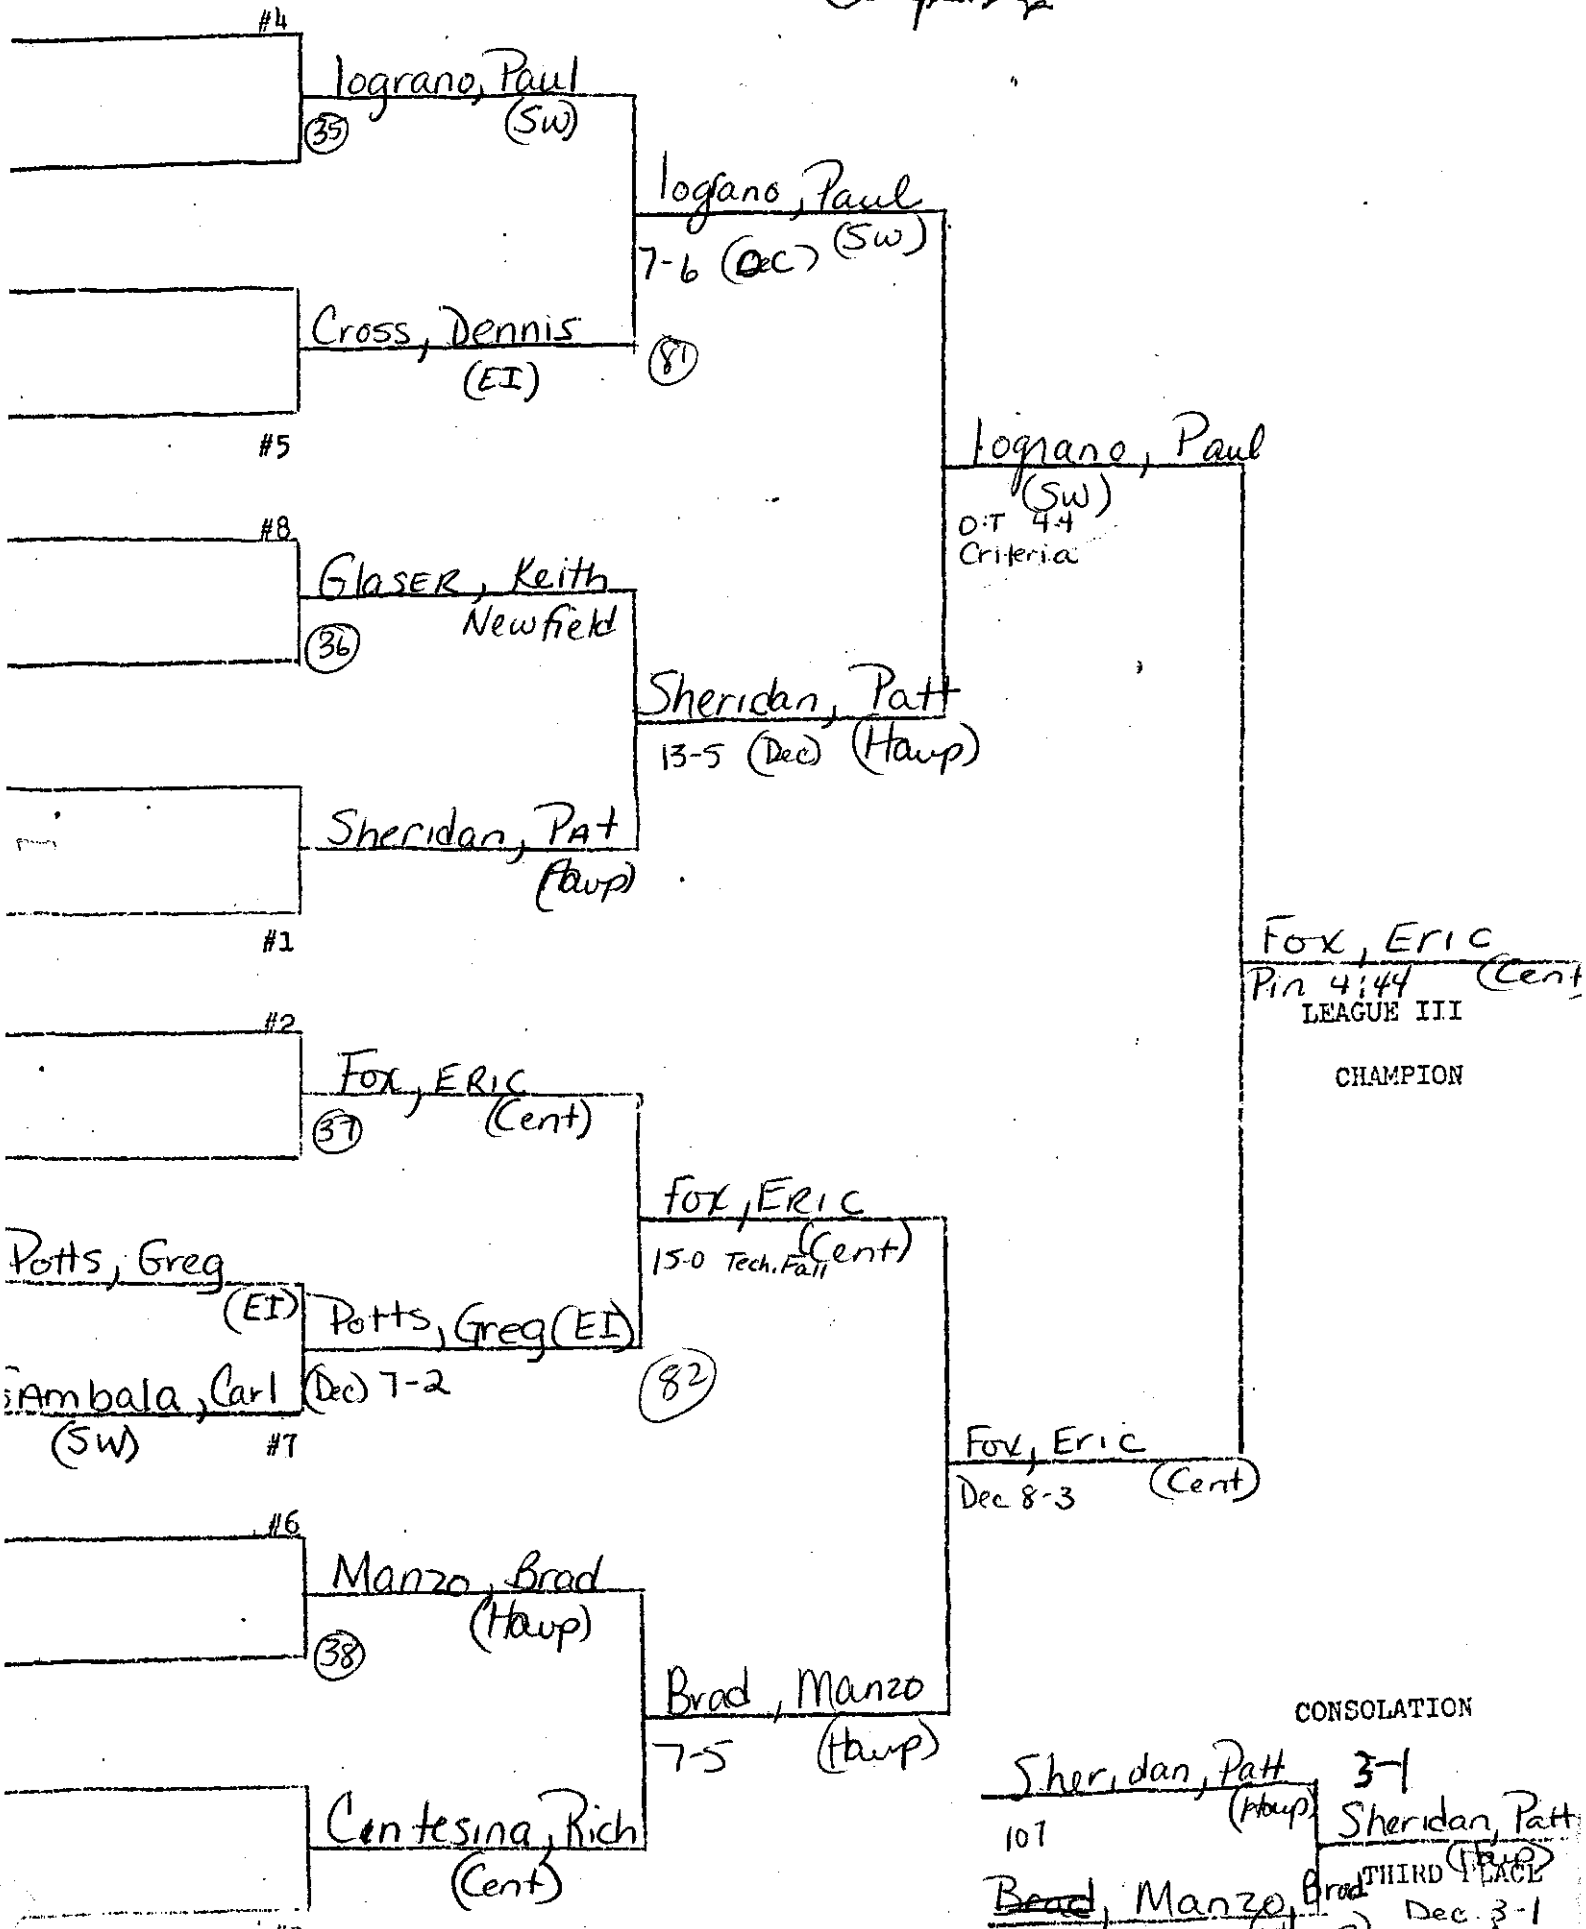 #4
Iograno, Paul
(SW)
35
Iograno, Paul
(SW)
7-6 (Dec)
Cross, Dennis
(EI)
81
#5
Iograno, Paul
(SW)
O.T 4-4
Criteria
#8
Glaser, Keith
Newfield
36
Sheridan, Patt
13-5 (Dec) (Haup)
Sheridan, Pat
(Haup)
#1
Fox, Eric
Pin 4:44 (Cent
LEAGUE III
CHAMPION
#2
Fox, ERIC
(Cent)
37
Fox, ERIC
(Cent)
15-0 Tech. Fall
Potts, Greg
(EI)
Potts, Greg (EI)
(Dec) 7-2
82
Ambala, Carl
(SW)
#7
Fox, Eric
Dec 8-3 (Cent)
#6
Manzo, Brad
(Haup)
38
Brad, Manzo
7-5 (Haup)
Centesina, Rich
(Cent)
CONSOLATION
Sheridan, Patt
(Haup)
3-1
107
Sheridan, Patt
(Haup)
THIRD PLACE
Dec. 3-1
Brad, Manzo, Brad